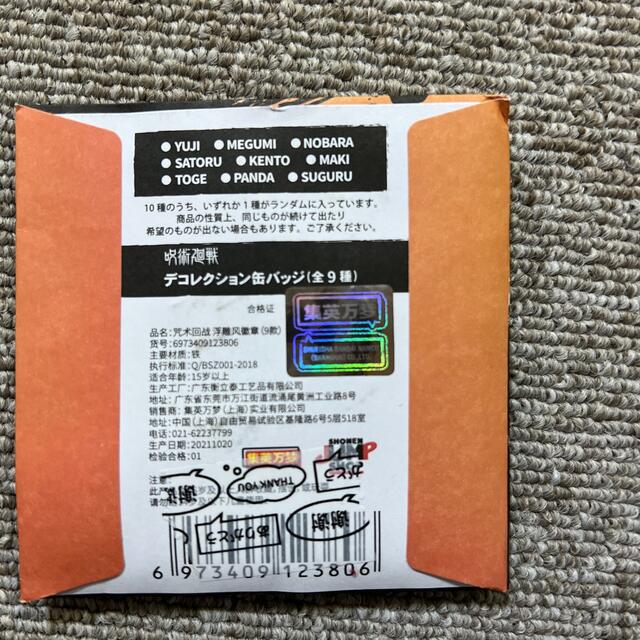 ● YUJI ● MEGUMI ● NOBARA
● SATORU ● KENTO ● MAKI
● TOGE ● PANDA ● SUGURU
10種のうち、いずれか1種がランダムに入っています。
商品の性質上、同じものが続けて出たり
希望のものが出ない場合もあります。ご了承ください。
呪術廻戦
デコレクション缶バッジ(全9種)
合格证
集英万梦
品名:咒术回战 浮雕风徽章(9款)
货号:6973409123806
主要材质:铁
执行标准:Q/BSZ001-2018
适合年龄:15岁以上
生产工厂:广东衡立泰工艺品有限公司
地址:广东省东莞市万江街道流涌尾黄洲工业路8号
销售商:集英万梦(上海)实业有限公司
地址:中国(上海)自由贸易试验区基隆路6号5层518室
电话:021-62237799
生产日期:20211020
检验合格:01
集英万梦
SHONEN
JUMP
SHOP
注意:
THANK YOU
谢谢
ありがとう
6 973409 123806